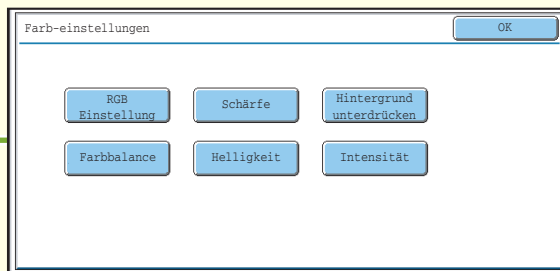 Farb-einstellungen
OK
RGB
Einstellung
Schärfe
Hintergrund
unterdrücken
Farbbalance
Helligkeit
Intensität